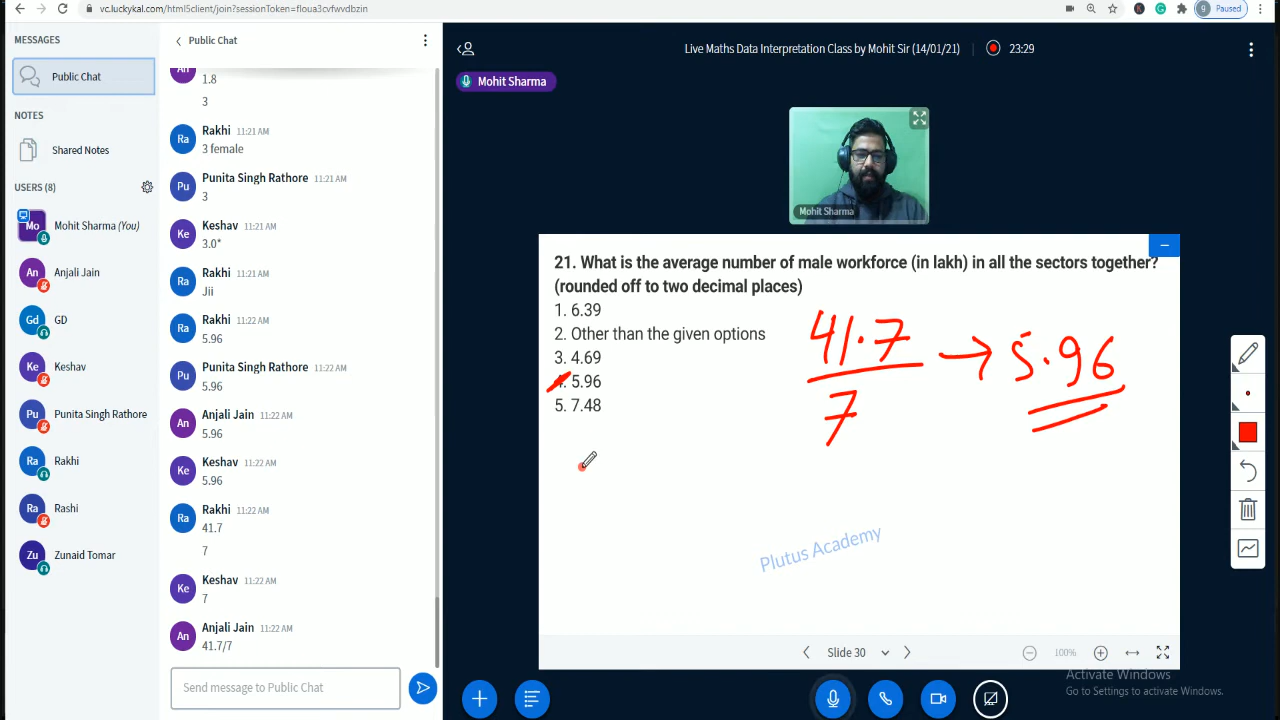 vc.luckykal.com/html5client/join?sessionToken=floua3cvfwvdbzin
g
Paused
MESSAGES
Public Chat
NOTES
Shared Notes
USERS (8)
Mo
Mohit Sharma (You)
An
Anjali Jain
Gd
GD
Ke
Keshav
Pu
Punita Singh Rathore
Ra
Rakhi
Ra
Rashi
Zu
Zunaid Tomar
Public Chat
An
1.8
3
Ra
Rakhi 11:21 AM
3 female
Pu
Punita Singh Rathore 11:21 AM
3
Ke
Keshav 11:21 AM
3.0*
Ra
Rakhi 11:21 AM
Jii
Ra
Rakhi 11:21 AM
5.96
Pu
Punita Singh Rathore 11:21 AM
5.96
An
Anjali Jain 11:22 AM
5.96
Ke
Keshav 11:22 AM
5.96
Ra
Rakhi 11:22 AM
41.7
7
Ke
Keshav 11:22 AM
7
An
Anjali Jain 11:22 AM
41.7/7
Send message to Public Chat
Live Maths Data Interpretation Class by Mohit Sir (14/01/21) | 23:29
Mohit Sharma
Mohit Sharma
21. What is the average number of male workforce (in lakh) in all the sectors together?
(rounded off to two decimal places)
1. 6.39
2. Other than the given options
3. 4.69
4. 5.96
5. 7.48
41.7
7
→ 5.96
Plutus Academy
Slide 30
100%
Activate Windows
Go to Settings to activate Windows.